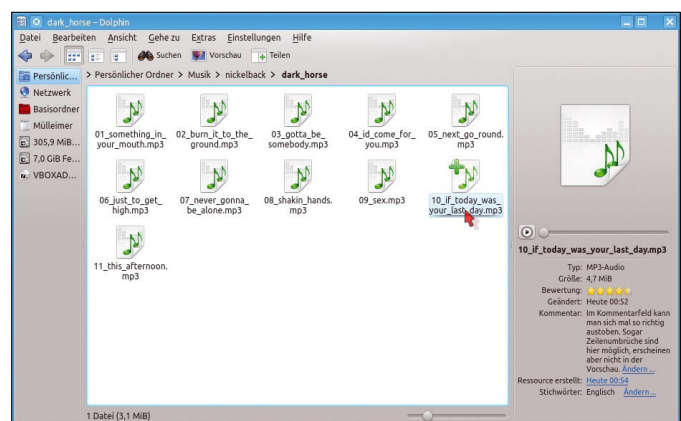 dark_horse – Dolphin
Datei Bearbeiten Ansicht Gehe zu Extras Einstellungen Hilfe
Suchen Vorschau Teilen
Persönlic...
Netzwerk
Basisordner
Mülleimer
305,9 MiB...
7,0 GiB Fe...
VBOXAD...
> Persönlicher Ordner > Musik > nickelback > dark_horse
01_something_in_
your_mouth.mp3
02_burn_it_to_the_
ground.mp3
03_gotta_be_
somebody.mp3
04_id_come_for_
you.mp3
05_next_go_round.
mp3
06_just_to_get_
high.mp3
07_never_gonna_
be_alone.mp3
08_shakin_hands.
mp3
09_sex.mp3
10_if_today_was_
your_last_day.mp3
11_this_afternoon.
mp3
1 Datei (3,1 MiB)
10_if_today_was_your_last_day.mp3
Typ: MP3-Audio
Größe: 4,7 MiB
Bewertung:
Geändert: Heute 00:52
Kommentar: Im Kommentarfeld kann
man sich mal so richtig
austoben. Sogar
Zeilenumbrüche sind
hier möglich, erscheinen
aber nicht in der
Vorschau. Ändern ...
Ressource erstellt: Heute 00:54
Stichwörter: Englisch Ändern ...